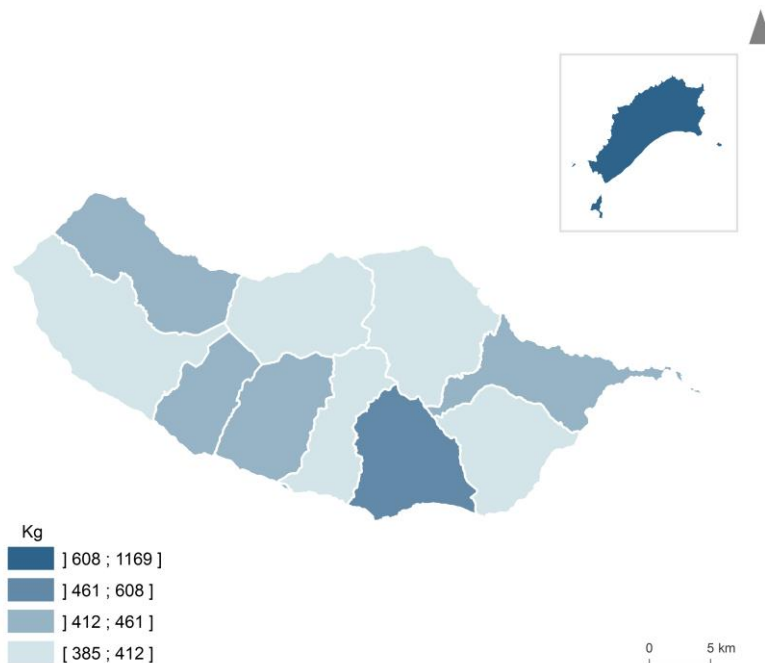 Kg
] 608 ; 1169 ]
] 461 ; 608 ]
] 412 ; 461 ]
[ 385 ; 412 ]
0 5 km